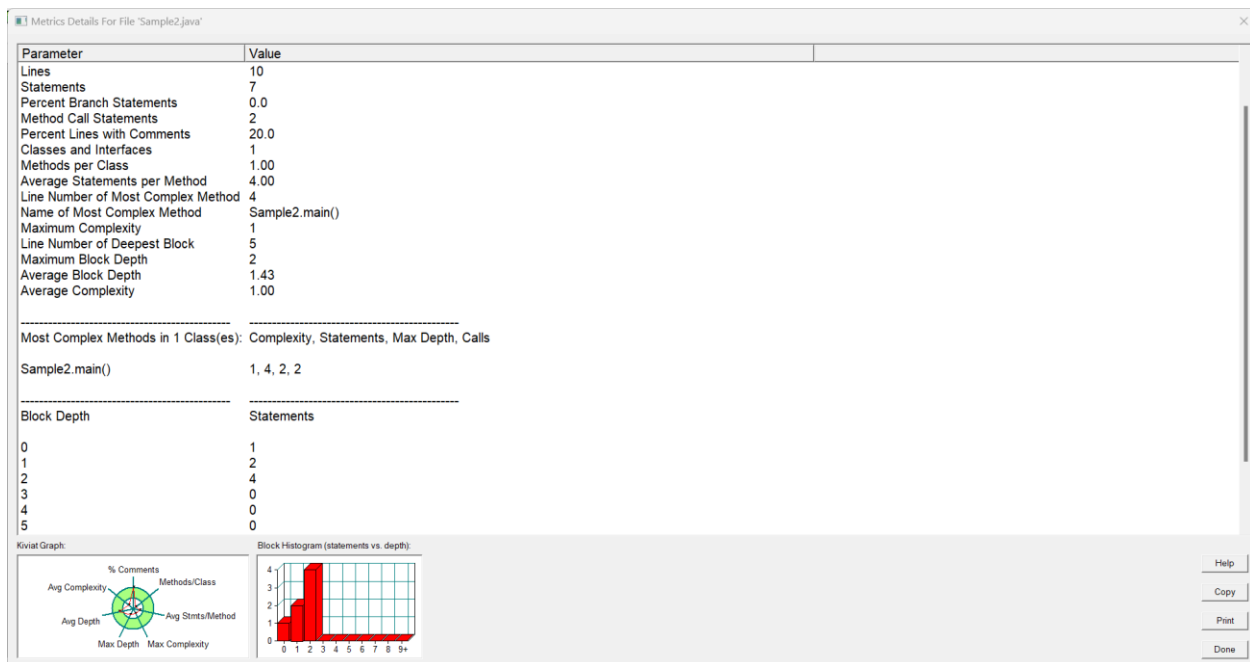 Metrics Details For File 'Sample2.java'
Parameter Value
Lines 10
Statements 7
Percent Branch Statements 0.0
Method Call Statements 2
Percent Lines with Comments 20.0
Classes and Interfaces 1
Methods per Class 1.00
Average Statements per Method 4.00
Line Number of Most Complex Method 4
Name of Most Complex Method Sample2.main()
Maximum Complexity 1
Line Number of Deepest Block 5
Maximum Block Depth 2
Average Block Depth 1.43
Average Complexity 1.00
Most Complex Methods in 1 Class(es): Complexity, Statements, Max Depth, Calls
Sample2.main() 1, 4, 2, 2
Block Depth Statements
0 1
1 2
2 4
3 0
4 0
5 0
Kiviat Graph:
% Comments
Methods/Class
Avg Complexity
Avg Stmts/Method
Avg Depth
Max Depth Max Complexity
Block Histogram (statements vs. depth):
4
3
2
1
0
0 1 2 3 4 5 6 7 8 9+
Help
Copy
Print
Done